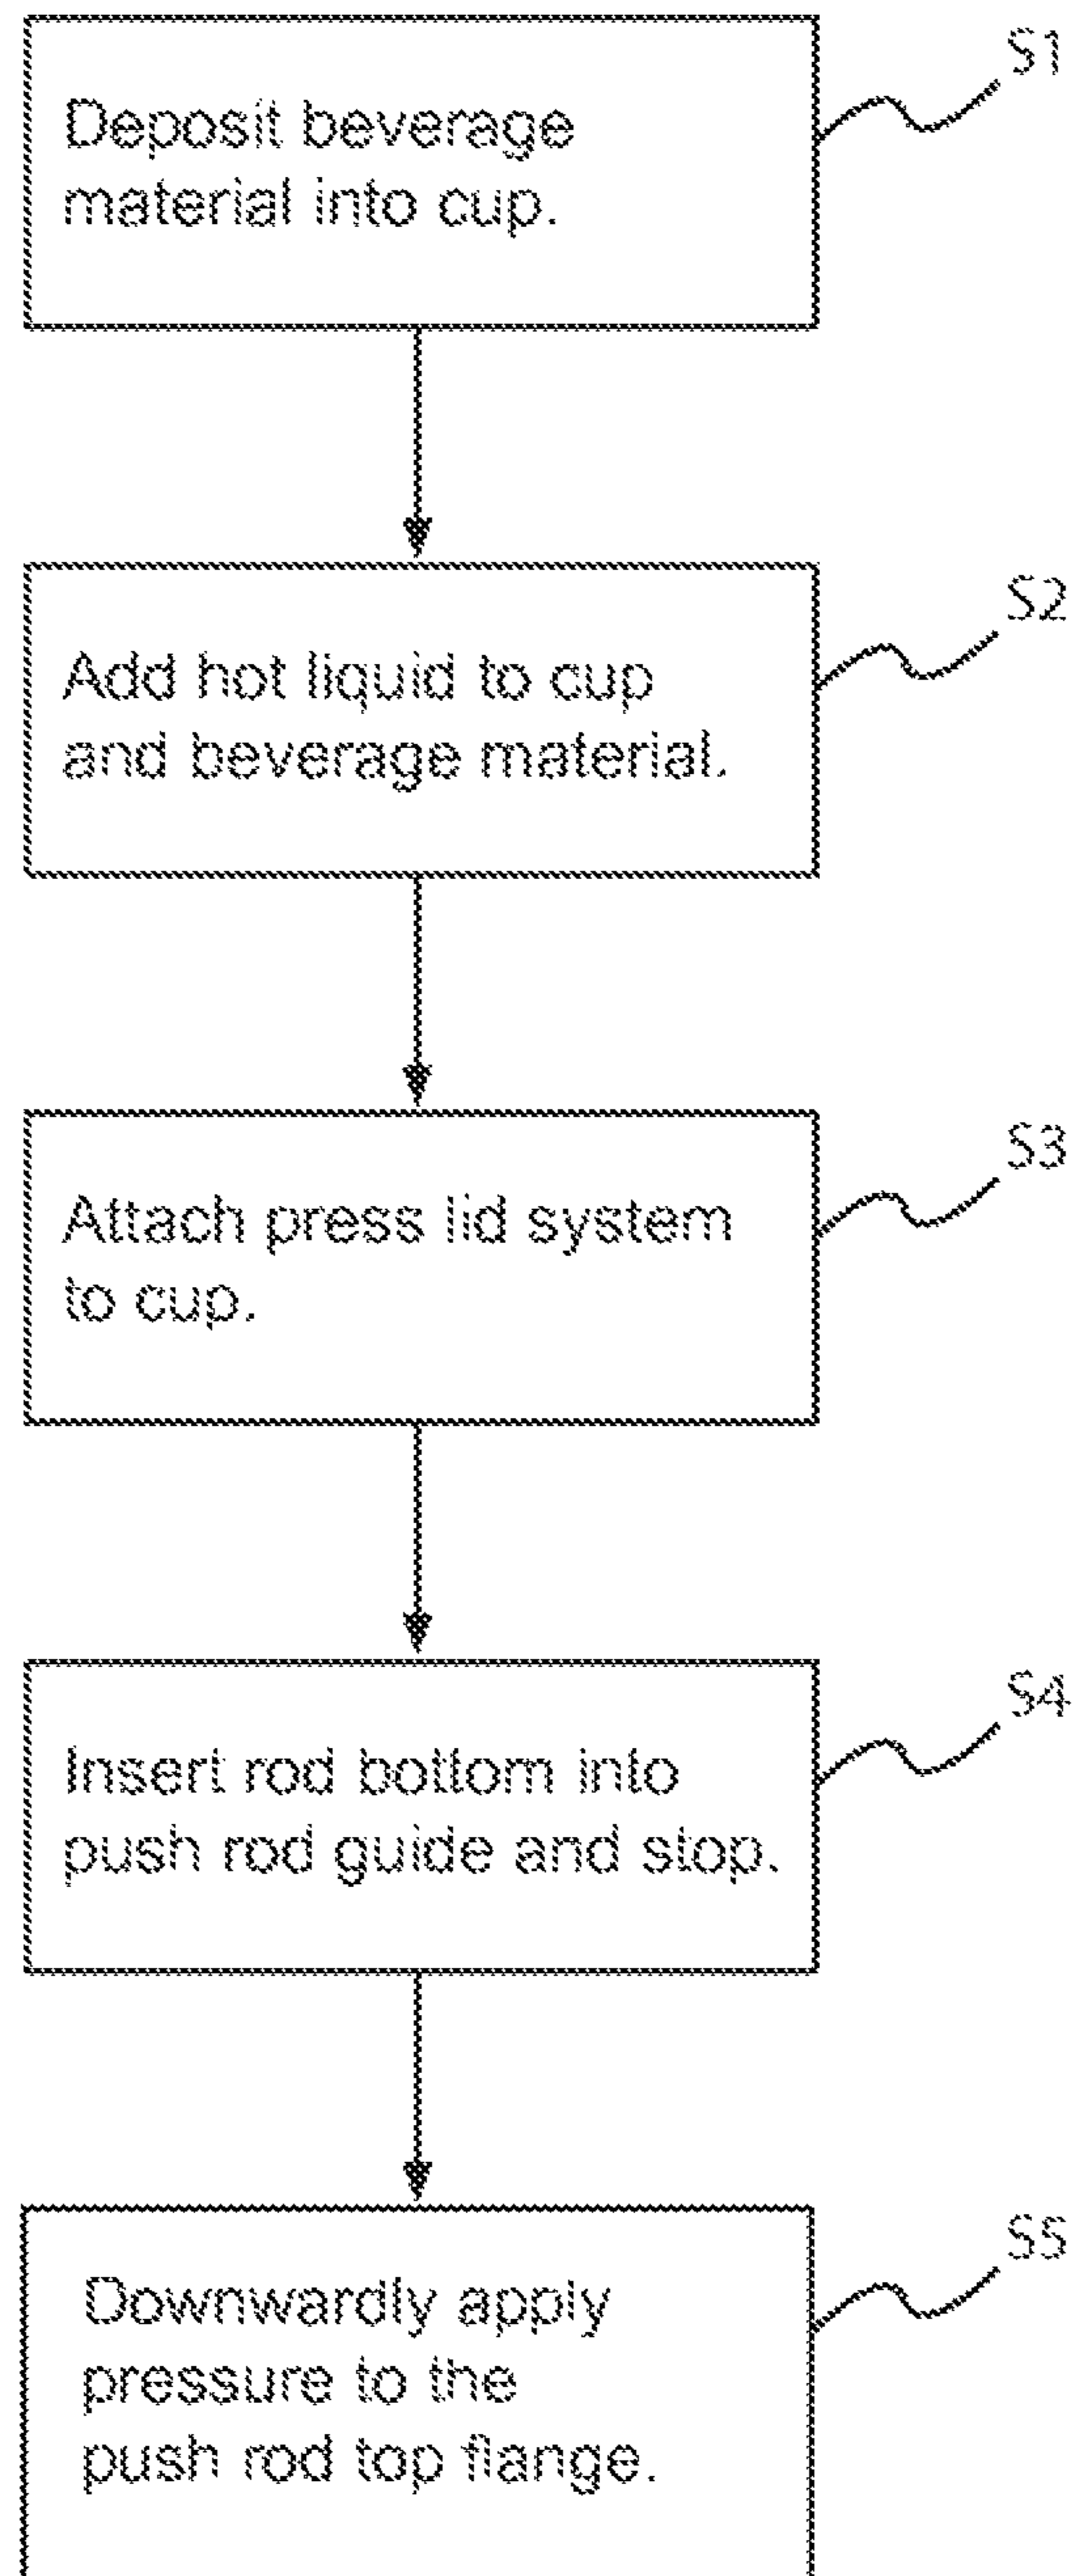 S1
Deposit beverage
material into cup.
S2
Add hot liquid to cup
and beverage material.
S3
Attach press lid system
to cup.
S4
Insert rod bottom into
push rod guide and stop.
S5
Downwardly apply
pressure to the
push rod top flange.